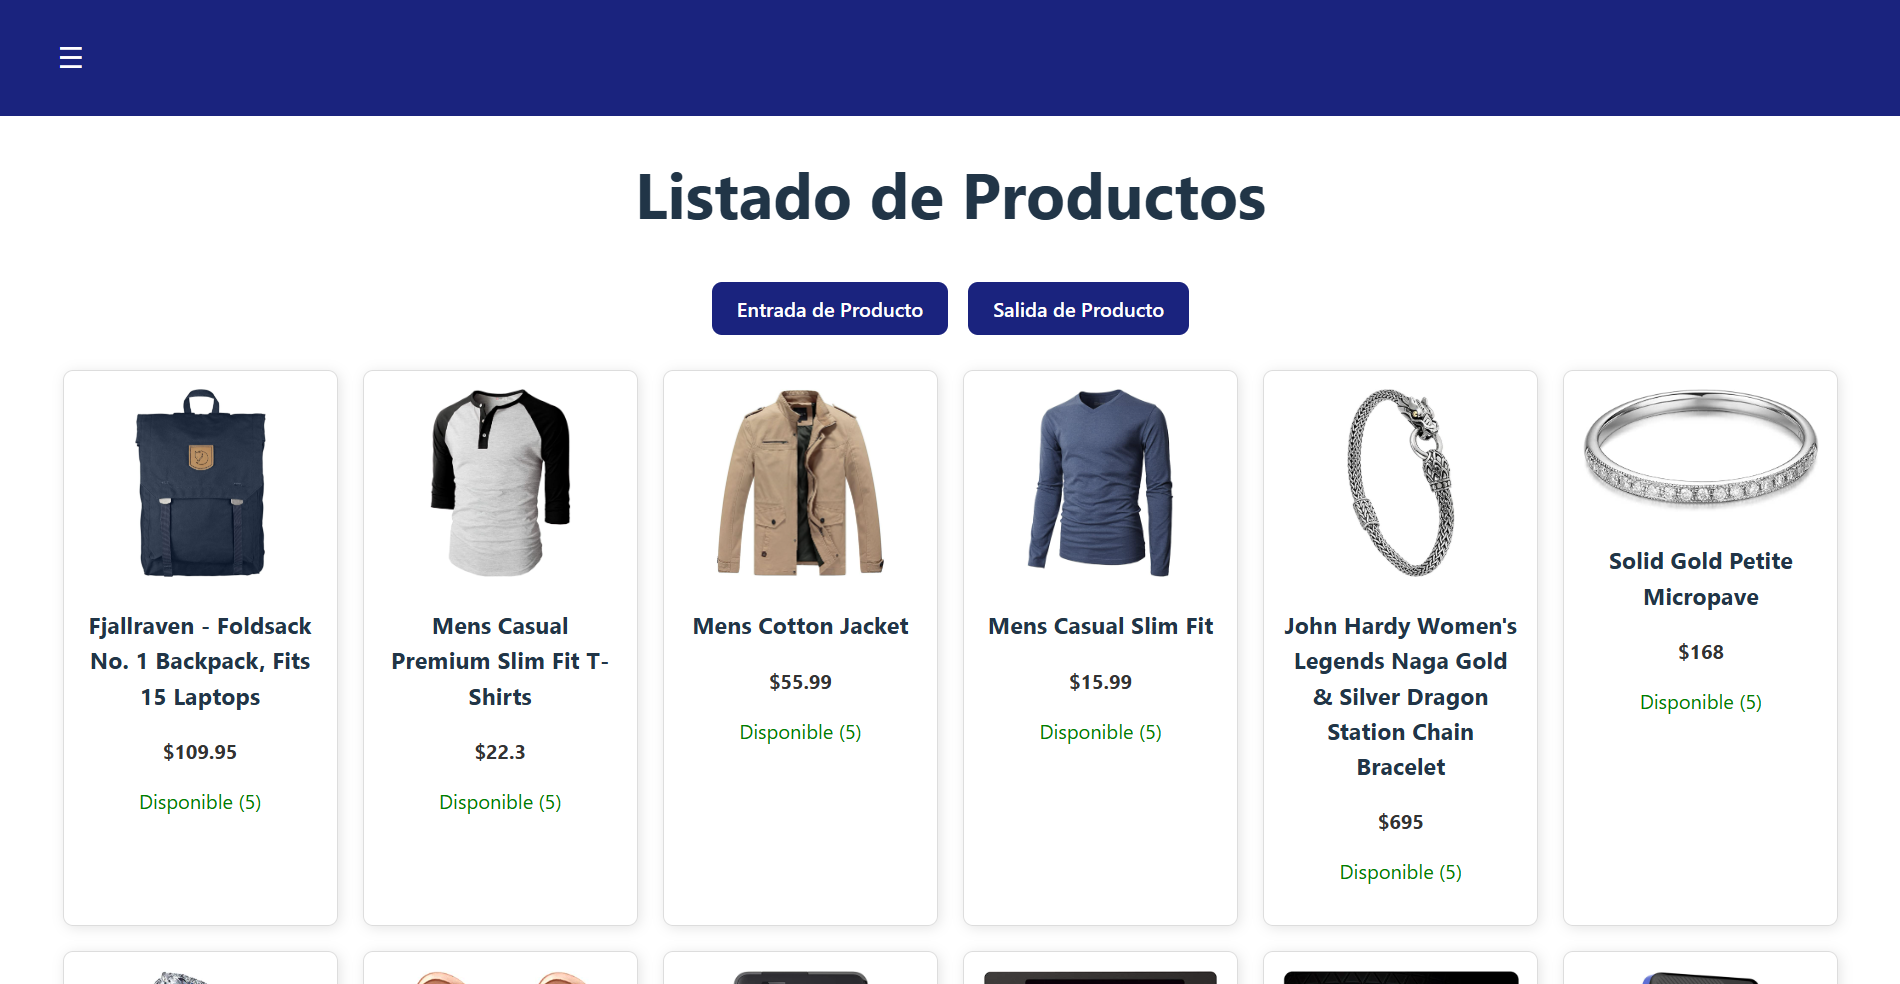 Listado de Productos
Entrada de Producto
Salida de Producto
Fjallraven - Foldsack
No. 1 Backpack, Fits
15 Laptops
$109.95
Disponible (5)
Mens Casual
Premium Slim Fit T-
Shirts
$22.3
Disponible (5)
Mens Cotton Jacket
$55.99
Disponible (5)
Mens Casual Slim Fit
$15.99
Disponible (5)
John Hardy Women's
Legends Naga Gold
& Silver Dragon
Station Chain
Bracelet
$695
Disponible (5)
Solid Gold Petite
Micropave
$168
Disponible (5)